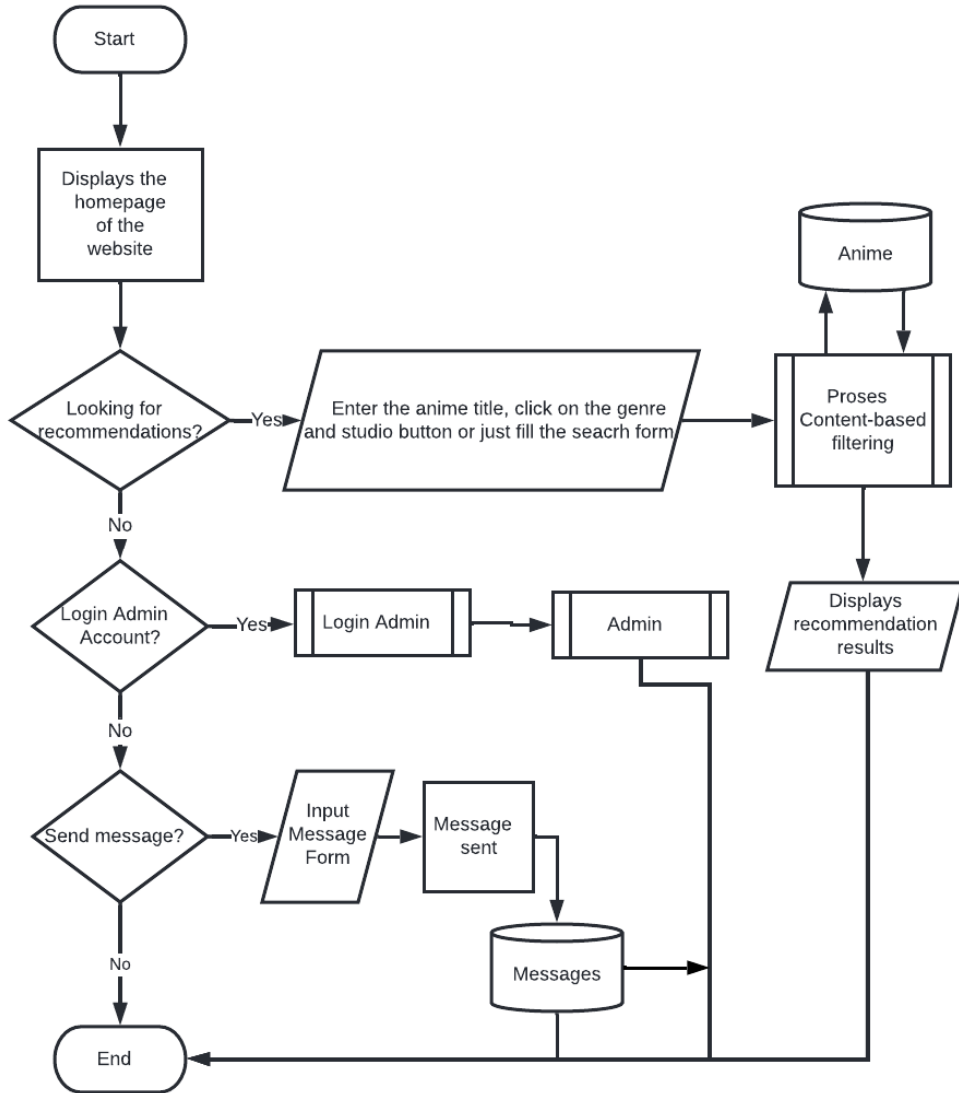 Start
Displays the
homepage
of the
website
Anime
Looking for
recommendations?
Yes
Enter the anime title, click on the genre
and studio button or just fill the seacrh form
Proses
Content-based
filtering
No
Login Admin
Account?
Yes
Login Admin
Admin
Displays
recommendation
results
No
Send message?
Yes
Input
Message
Form
Message
sent
Messages
No
End